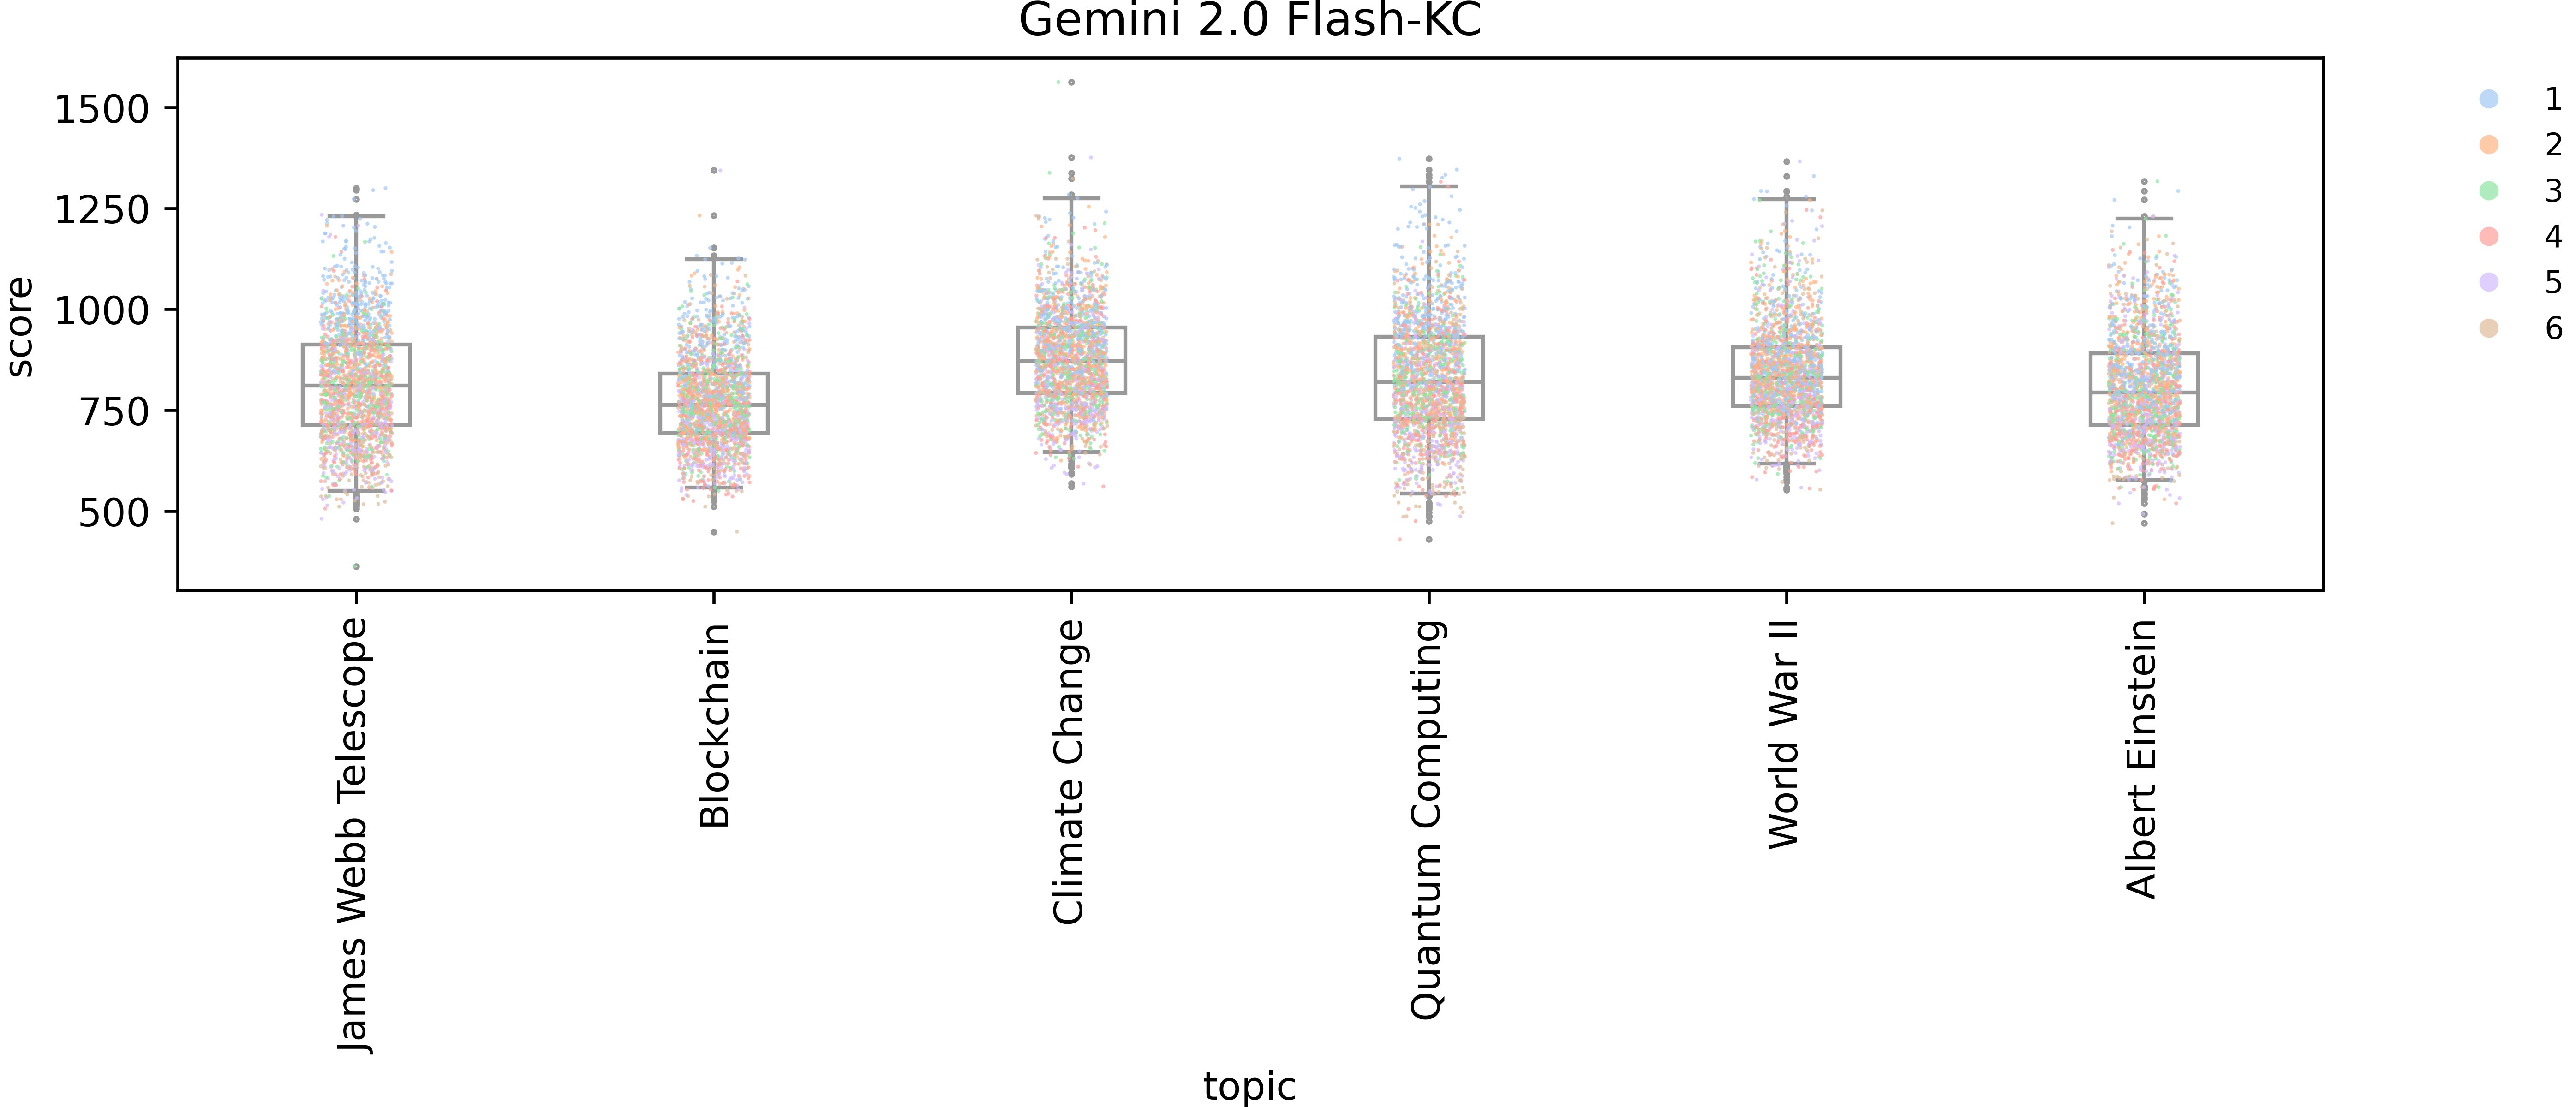 Gemini 2.0 Flash-KC
score
1500
1250
1000
750
500
James Webb Telescope
Blockchain
Climate Change
Quantum Computing
World War II
Albert Einstein
topic
1
2
3
4
5
6